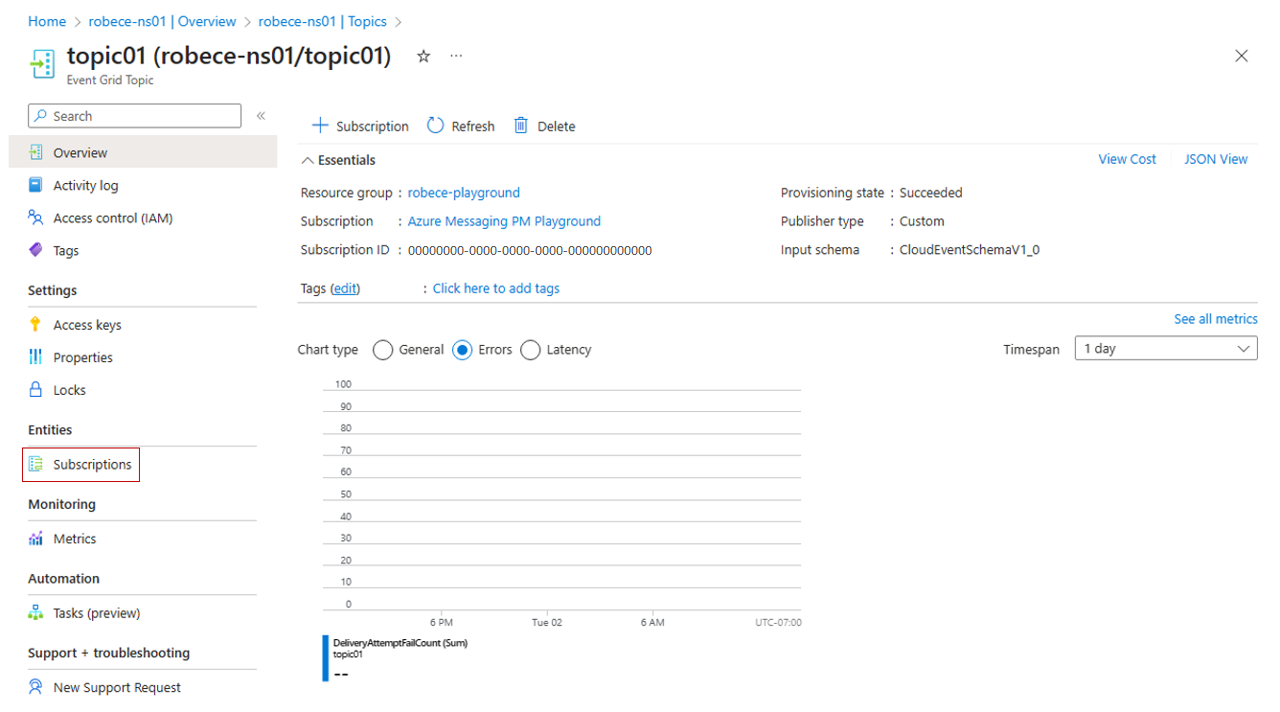 Home > robece-ns01 | Overview > robece-ns01 | Topics >
topic01 (robece-ns01/topic01) ☆ ...
Event Grid Topic
Search «
Overview
Activity log
Access control (IAM)
Tags
Settings
Access keys
Properties
Locks
Entities
Subscriptions
Monitoring
Metrics
Automation
Tasks (preview)
Support + troubleshooting
New Support Request
+ Subscription Refresh Delete
Essentials View Cost JSON View
Resource group : robece-playground
Subscription : Azure Messaging PM Playground
Subscription ID : 00000000-0000-0000-0000-000000000000
Provisioning state : Succeeded
Publisher type : Custom
Input schema : CloudEventSchemaV1_0
Tags (edit) : Click here to add tags
See all metrics
Chart type General Errors Latency Timespan 1 day
100
90
80
70
60
50
40
30
20
10
0
6 PM Tue 02 6 AM UTC-07:00
DeliveryAttemptFailCount (Sum)
topic01
--